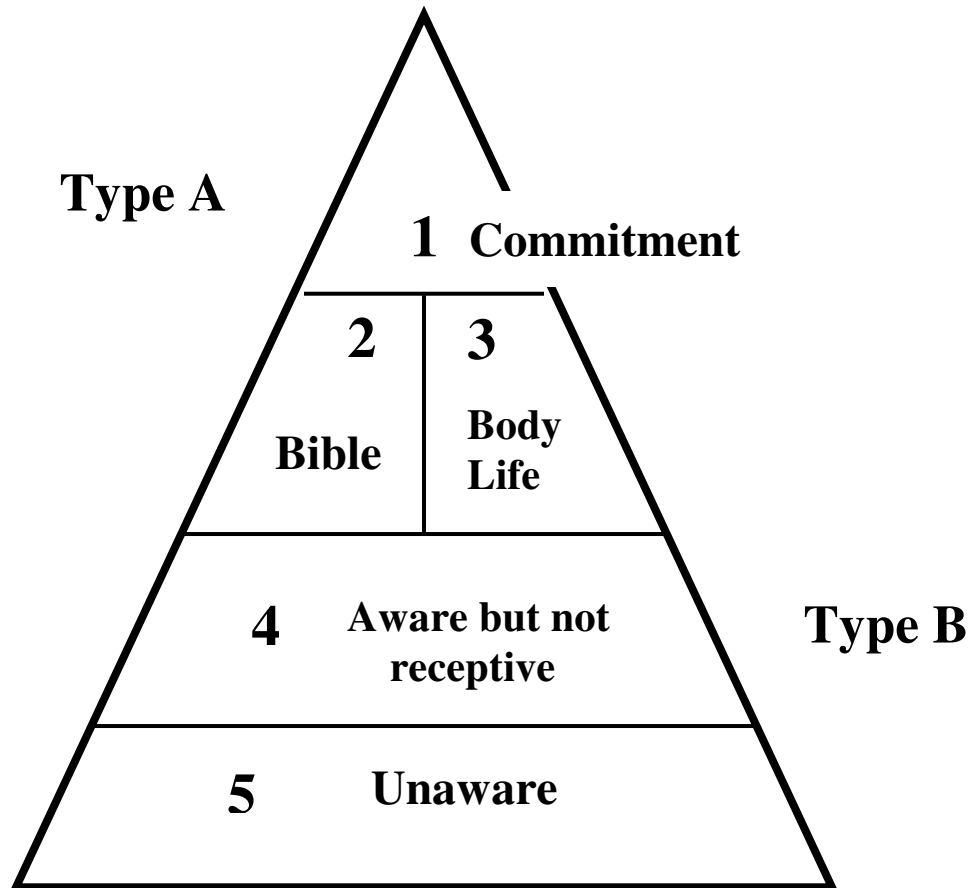 Type A
1 Commitment
2
3
Bible
Body
Life
4
Aware but not
receptive
Type B
5 Unaware